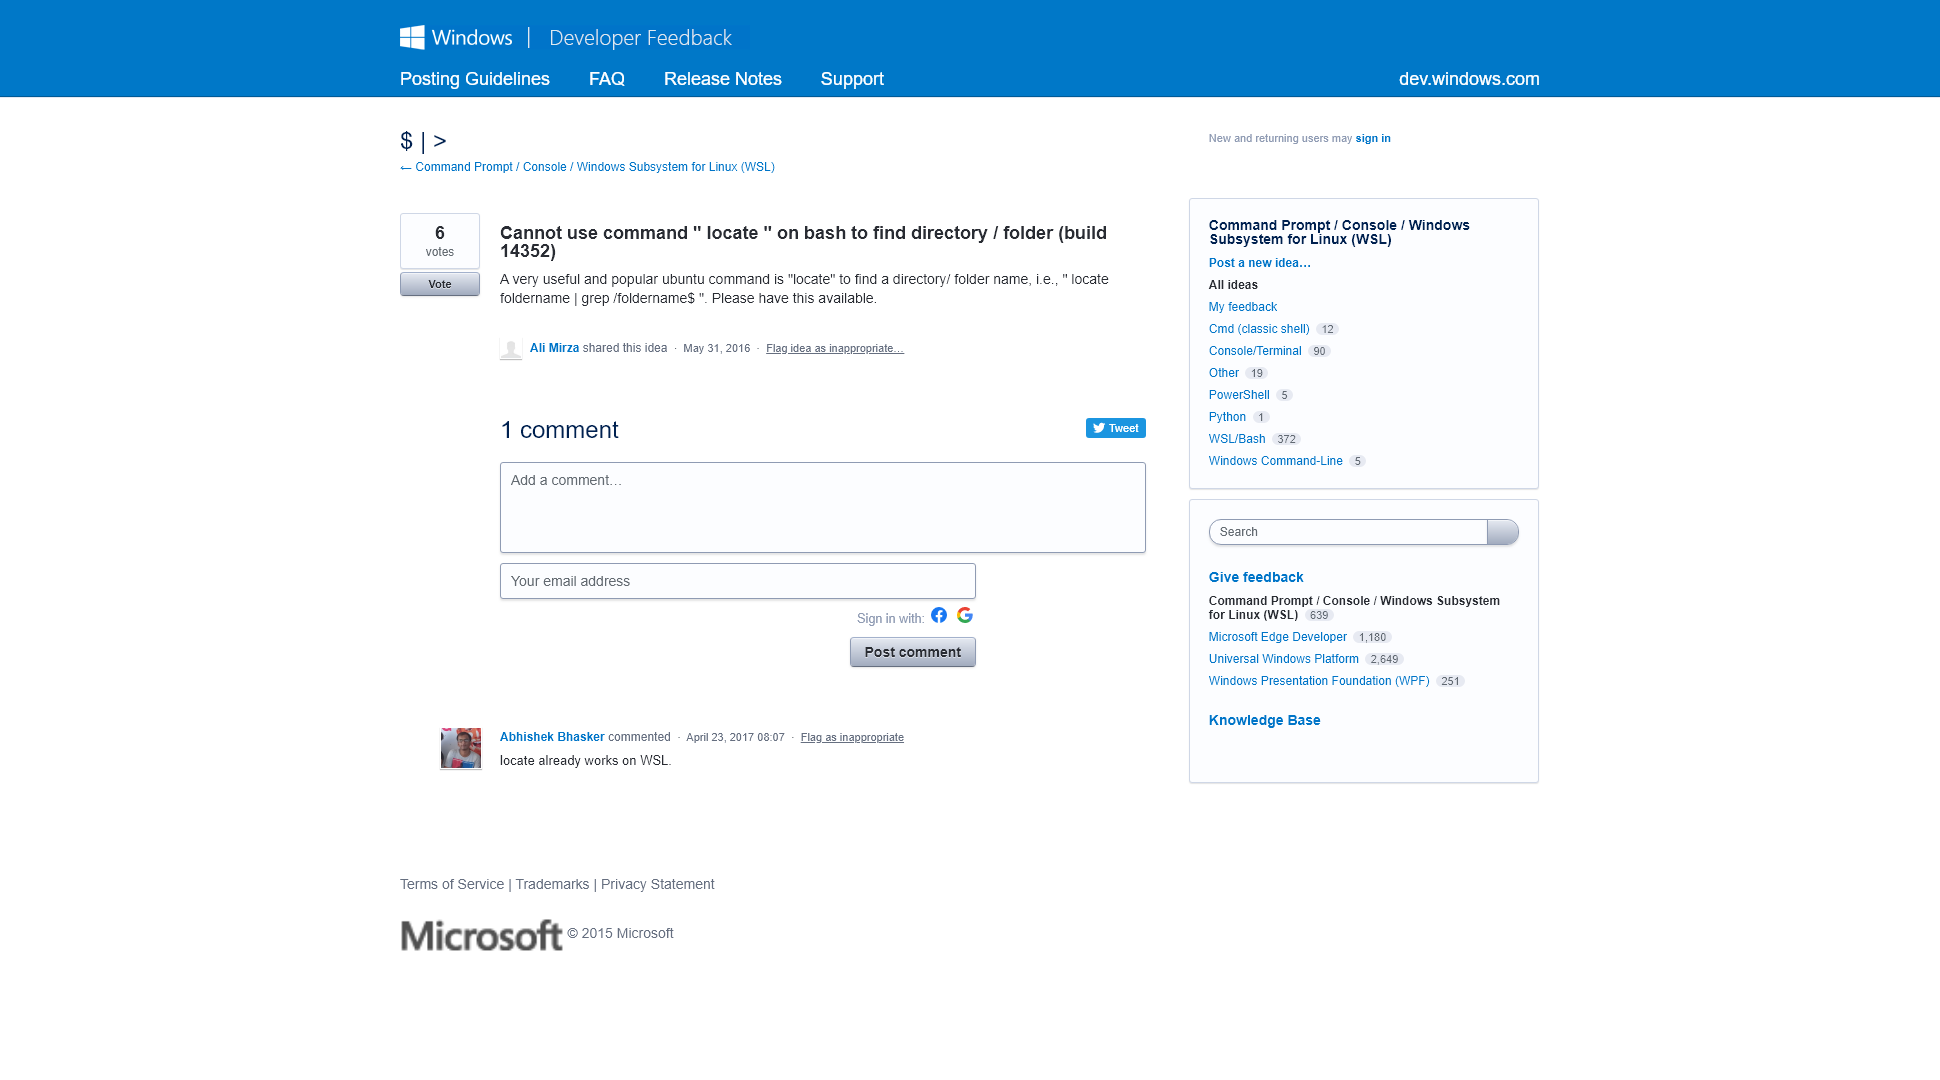 Windows | Developer Feedback
Posting Guidelines FAQ Release Notes Support dev.windows.com
$ | >
← Command Prompt / Console / Windows Subsystem for Linux (WSL)
New and returning users may sign in
6
votes
Vote
Cannot use command " locate " on bash to find directory / folder (build
14352)
A very useful and popular ubuntu command is "locate" to find a directory/ folder name, i.e., " locate
foldername | grep /foldername$ ". Please have this available.
Ali Mirza shared this idea · May 31, 2016 · Flag idea as inappropriate…
1 comment
Tweet
Add a comment…
Your email address
Sign in with:
Post comment
Abhishek Bhasker commented · April 23, 2017 08:07 · Flag as inappropriate
locate already works on WSL.
Command Prompt / Console / Windows
Subsystem for Linux (WSL)
Post a new idea…
All ideas
My feedback
Cmd (classic shell) 12
Console/Terminal 90
Other 19
PowerShell 5
Python 1
WSL/Bash 372
Windows Command-Line 5
Search
Give feedback
Command Prompt / Console / Windows Subsystem
for Linux (WSL) 639
Microsoft Edge Developer 1,180
Universal Windows Platform 2,649
Windows Presentation Foundation (WPF) 251
Knowledge Base
Terms of Service | Trademarks | Privacy Statement
Microsoft © 2015 Microsoft